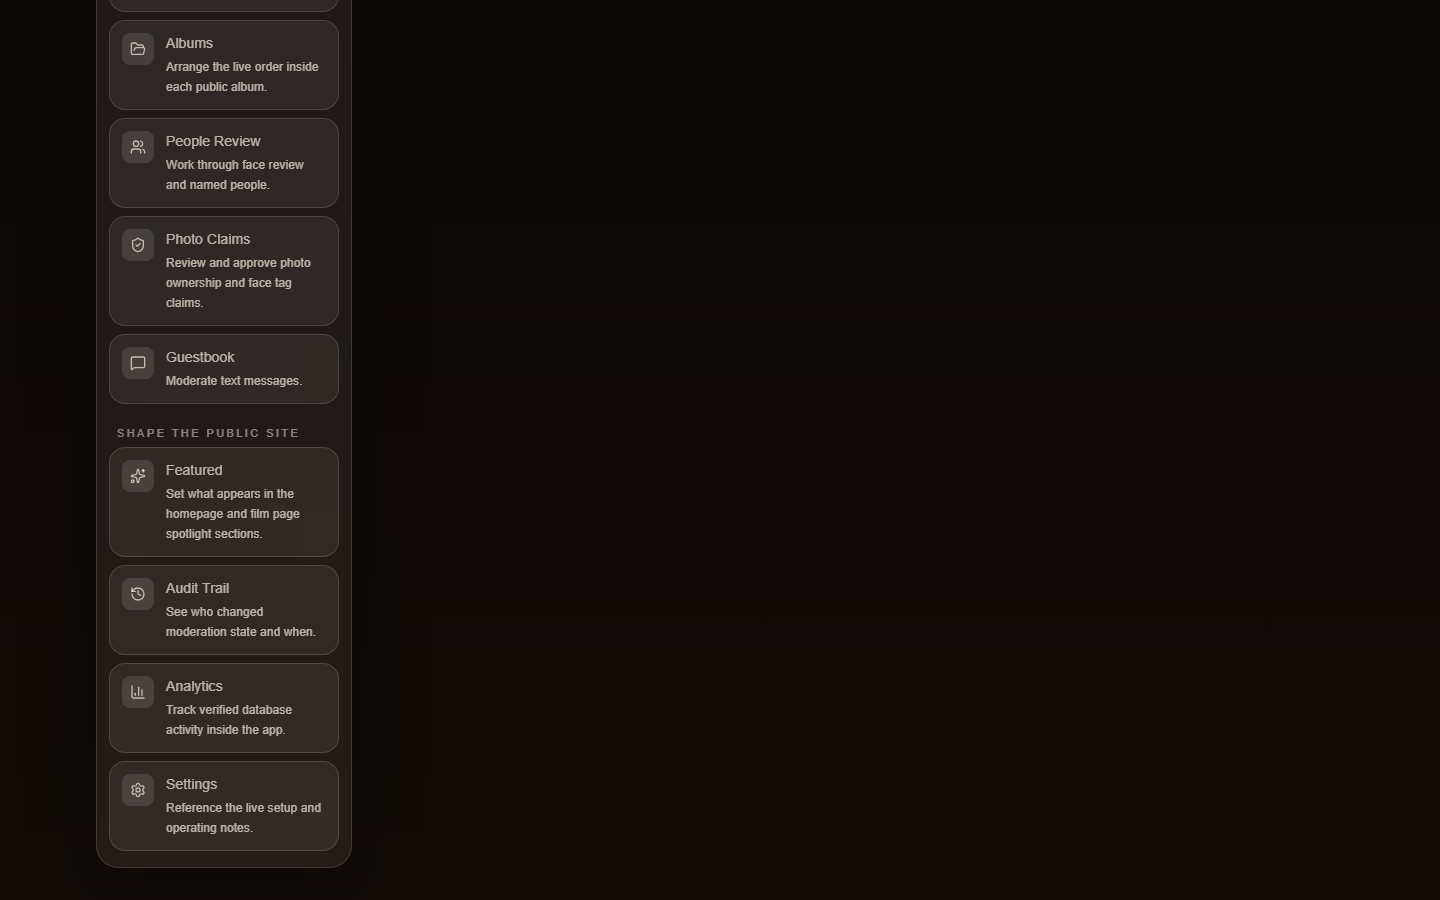 Albums
Arrange the live order inside
each public album.
People Review
Work through face review
and named people.
Photo Claims
Review and approve photo
ownership and face tag
claims.
Guestbook
Moderate text messages.
SHAPE THE PUBLIC SITE
Featured
Set what appears in the
homepage and film page
spotlight sections.
Audit Trail
See who changed
moderation state and when.
Analytics
Track verified database
activity inside the app.
Settings
Reference the live setup and
operating notes.